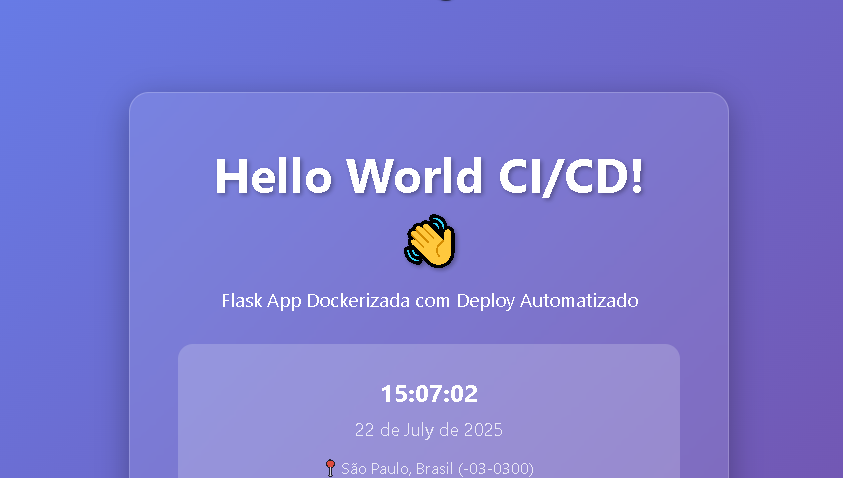 Hello World CI/CD!
Flask App Dockerizada com Deploy Automatizado
15:07:02
22 de July de 2025
São Paulo, Brasil (-03-0300)